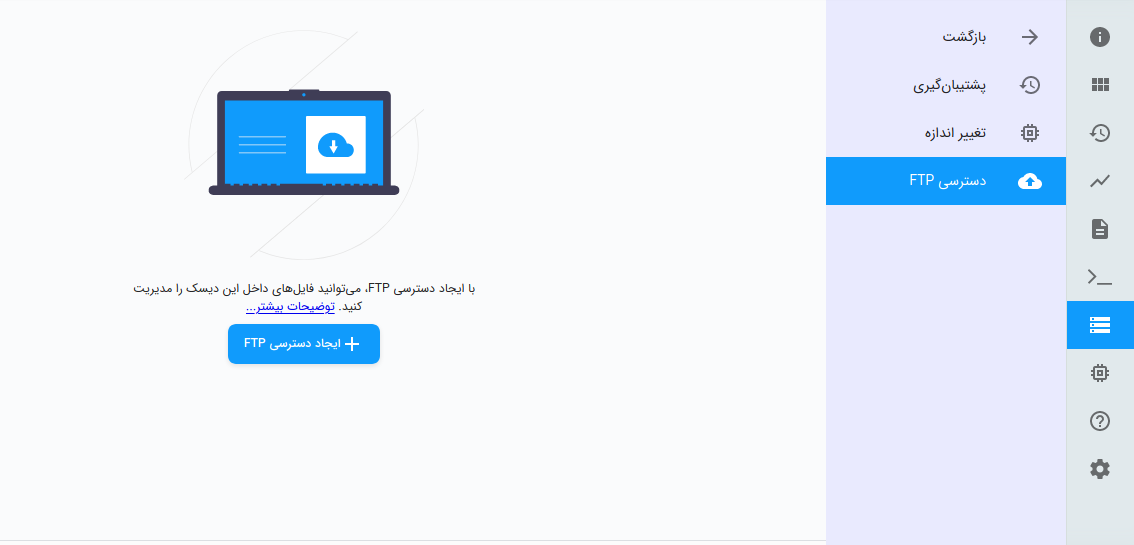 بازگشت
پشتیبان‌گیری
تغییر اندازه
دسترسی FTP
با ایجاد دسترسی FTP، می‌توانید فایل‌های داخل این دیسک را مدیریت
کنید. توضیحات بیشتر...
ایجاد دسترسی FTP